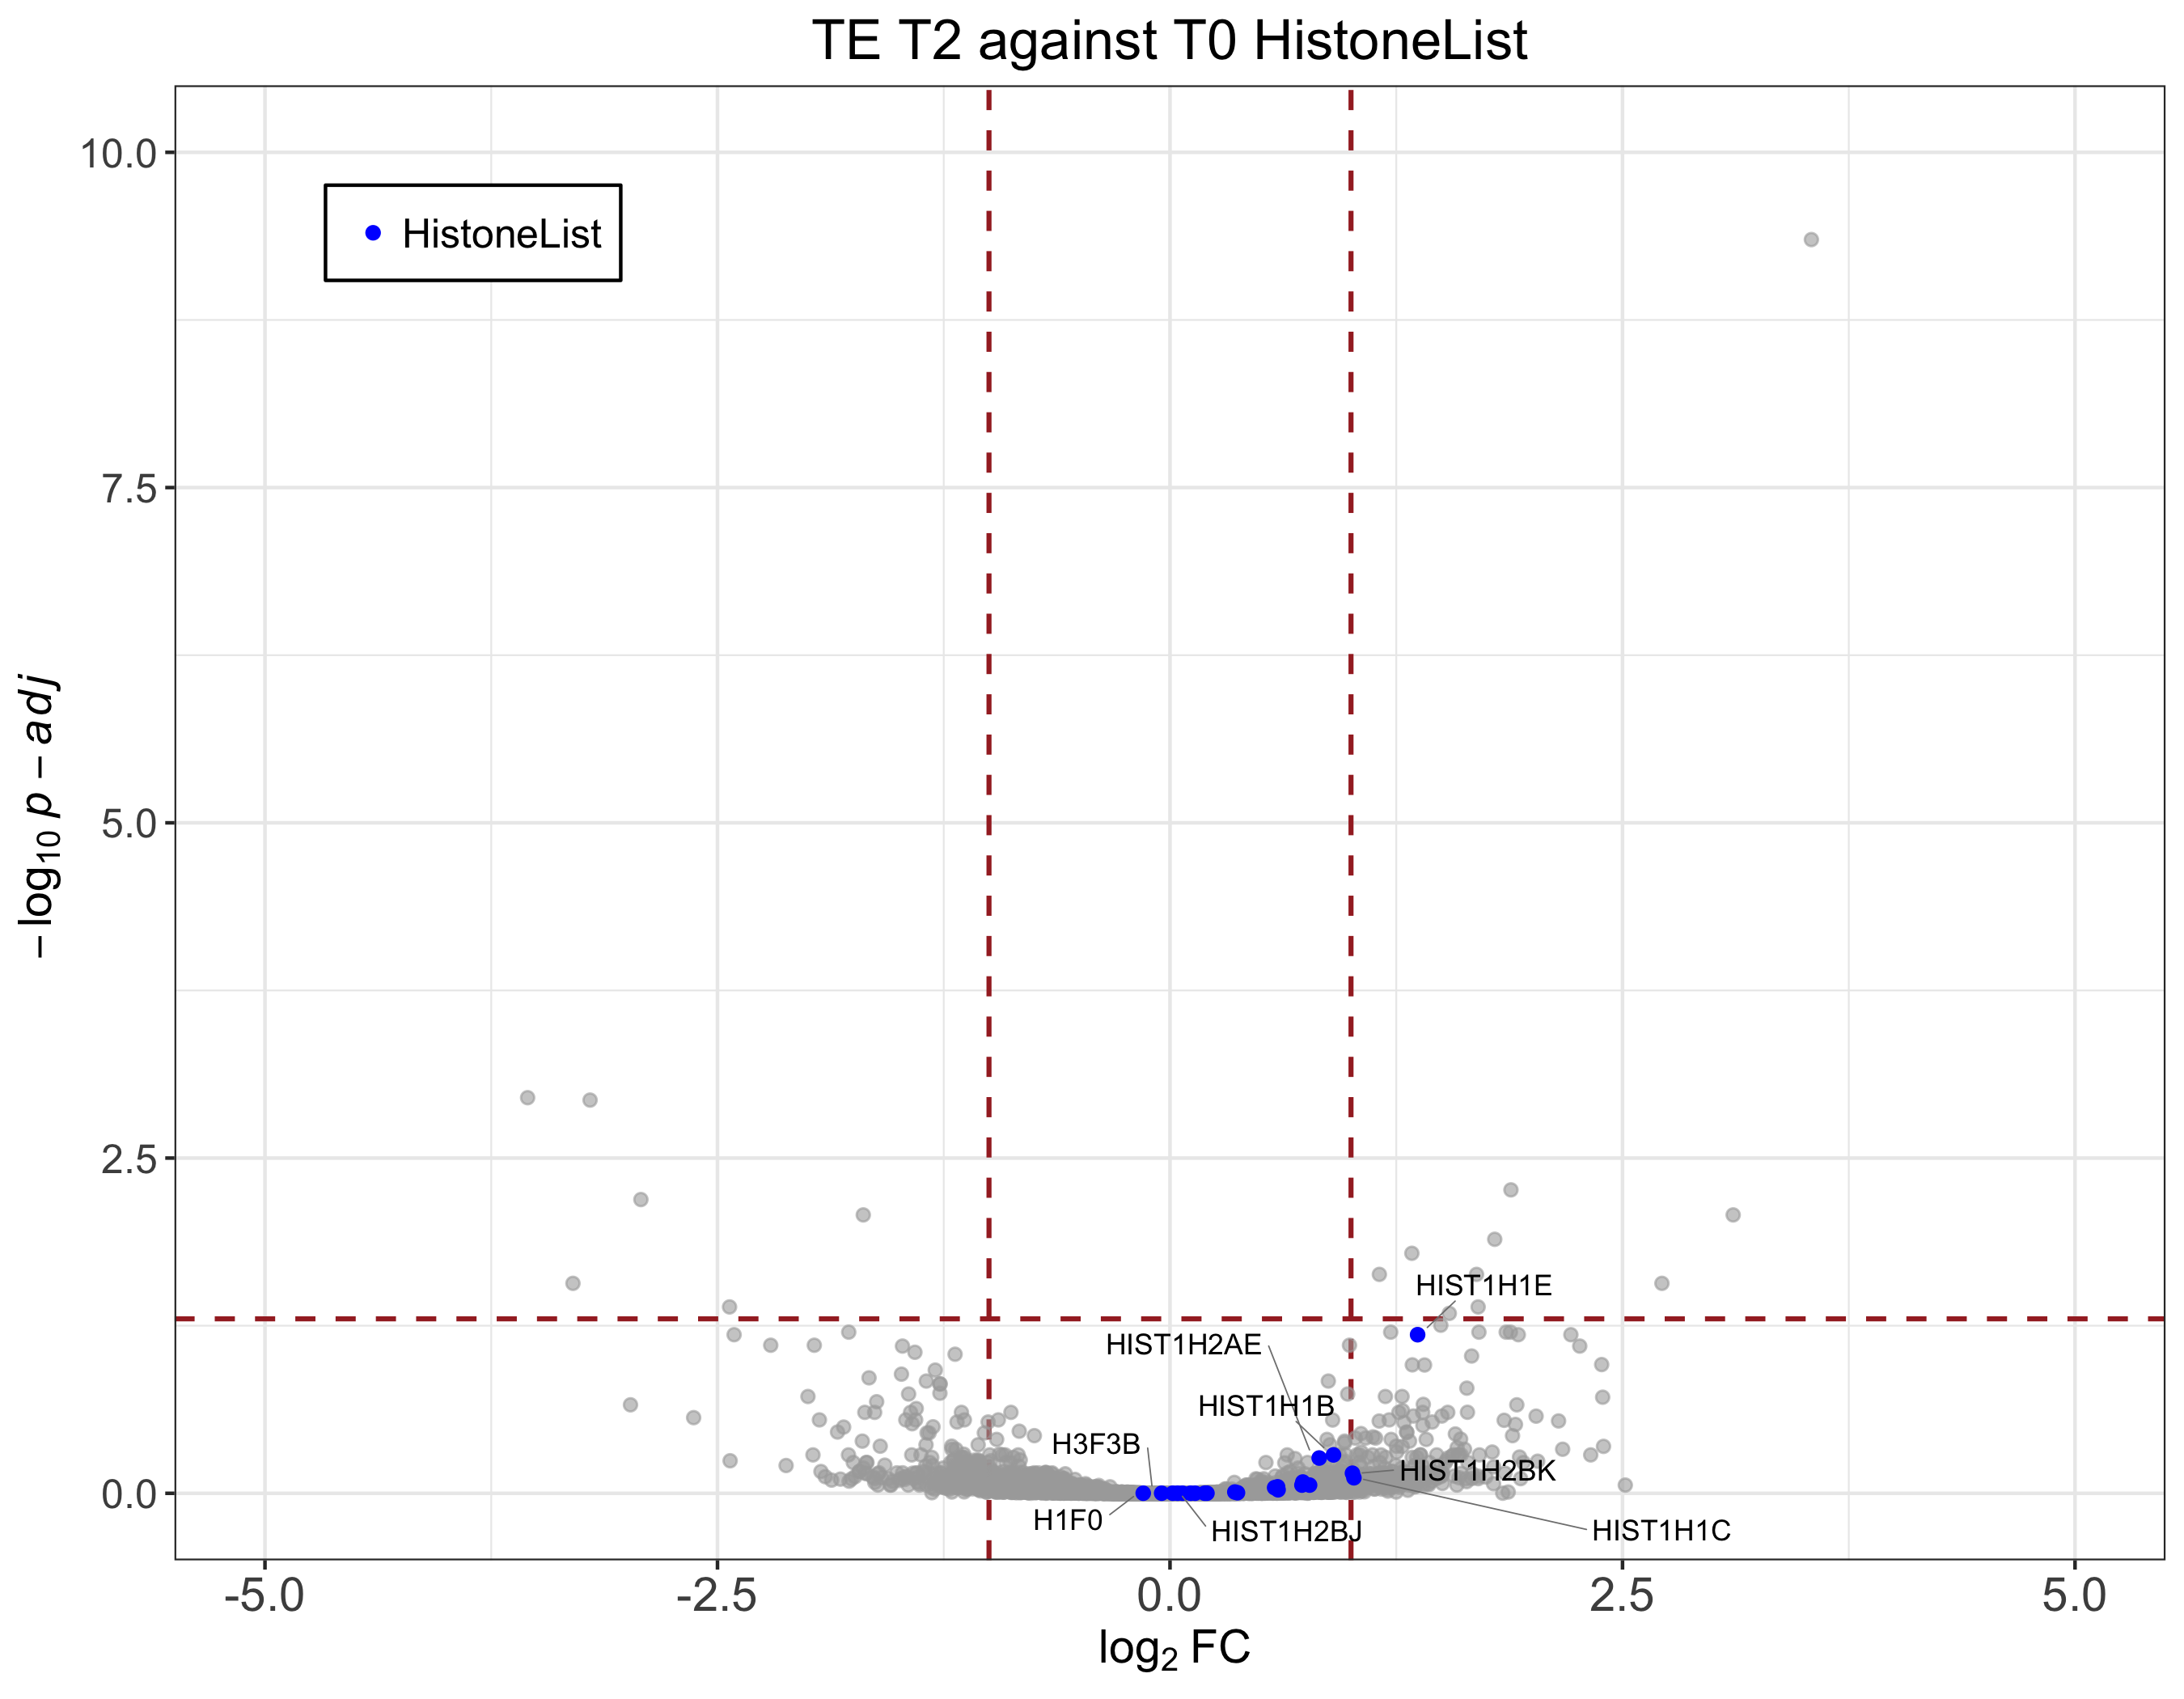 TE T2 against T0 HistoneList
10.0
HistoneList
7.5
5.0
2.5
0.0
−log10 p − adj
HIST1H1E
HIST1H2AE
HIST1H1B
H3F3B
HIST1H2BK
H1F0
HIST1H2BJ
HIST1H1C
-5.0 -2.5 0.0 2.5 5.0
log2 FC